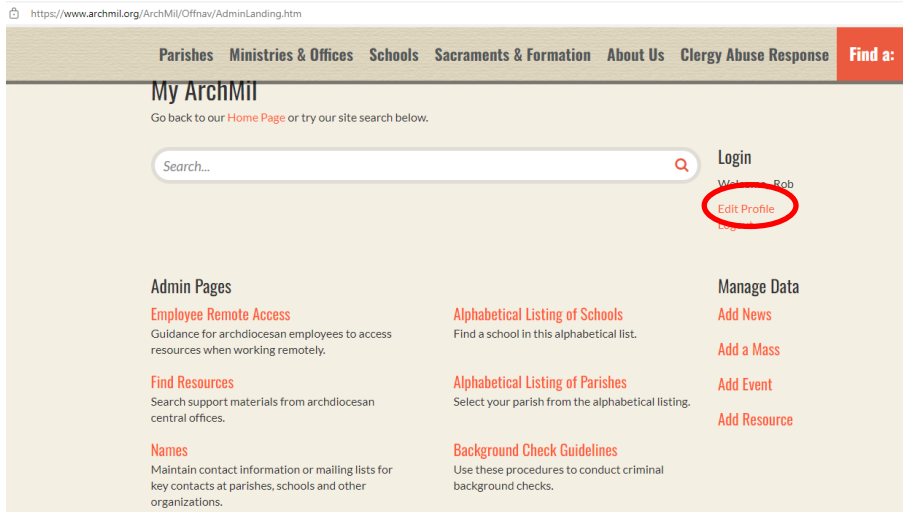 https://www.archmil.org/ArchMil/Offnav/AdminLanding.htm
Parishes Ministries & Offices Schools Sacraments & Formation About Us Clergy Abuse Response Find a:
My ArchMil
Go back to our Home Page or try our site search below.
Search...
Login
Welcome, Rob
Edit Profile
Logout
Admin Pages
Employee Remote Access
Guidance for archdiocesan employees to access
resources when working remotely.
Find Resources
Search support materials from archdiocesan
central offices.
Names
Maintain contact information or mailing lists for
key contacts at parishes, schools and other
organizations.
Alphabetical Listing of Schools
Find a school in this alphabetical list.
Alphabetical Listing of Parishes
Select your parish from the alphabetical listing.
Background Check Guidelines
Use these procedures to conduct criminal
background checks.
Manage Data
Add News
Add a Mass
Add Event
Add Resource